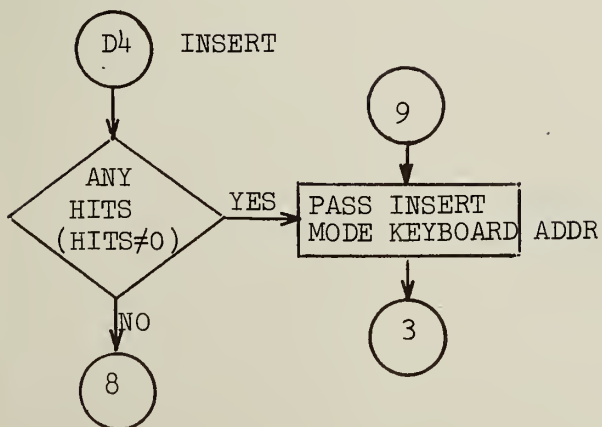 D4 INSERT
9
ANY
HITS
(HITS≠0)
YES
PASS INSERT
MODE KEYBOARD ADDR
NO
3
8